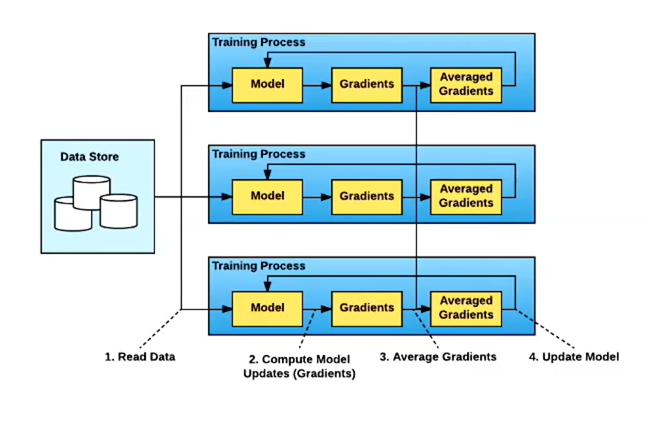 Training Process
Model
Gradients
Averaged
Gradients
Data Store
Training Process
Model
Gradients
Averaged
Gradients
Training Process
Model
Gradients
Averaged
Gradients
1. Read Data
2. Compute Model
Updates (Gradients)
3. Average Gradients
4. Update Model